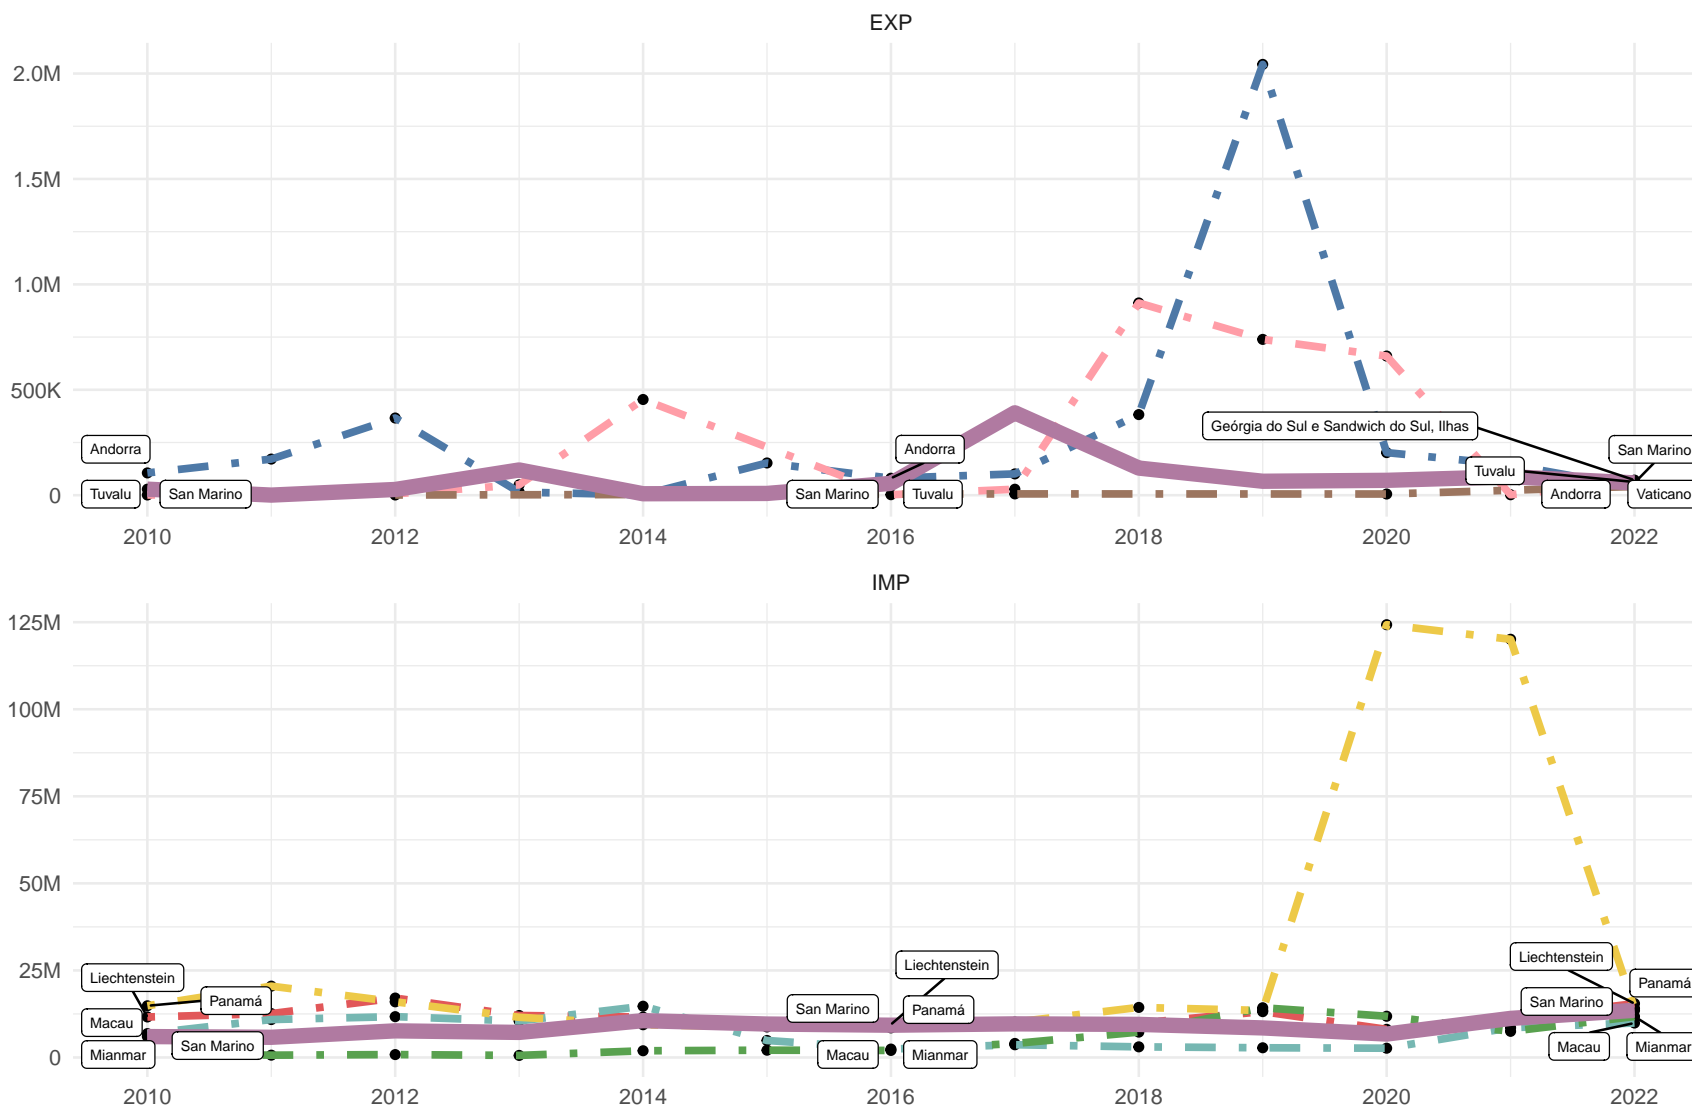 EXP
2.0M
1.5M
1.0M
500K
0
Andorra
Tuvalu
San Marino
San Marino
Andorra
Tuvalu
Geórgia do Sul e Sandwich do Sul, Ilhas
Tuvalu
San Marino
Andorra
Vaticano
2010 2012 2014 2016 2018 2020 2022
IMP
125M
100M
75M
50M
25M
0
Liechtenstein
Panamá
Macau
San Marino
Mianmar
Liechtenstein
San Marino
Panamá
Macau
Mianmar
Liechtenstein
Panamá
San Marino
Macau
Mianmar
2010 2012 2014 2016 2018 2020 2022